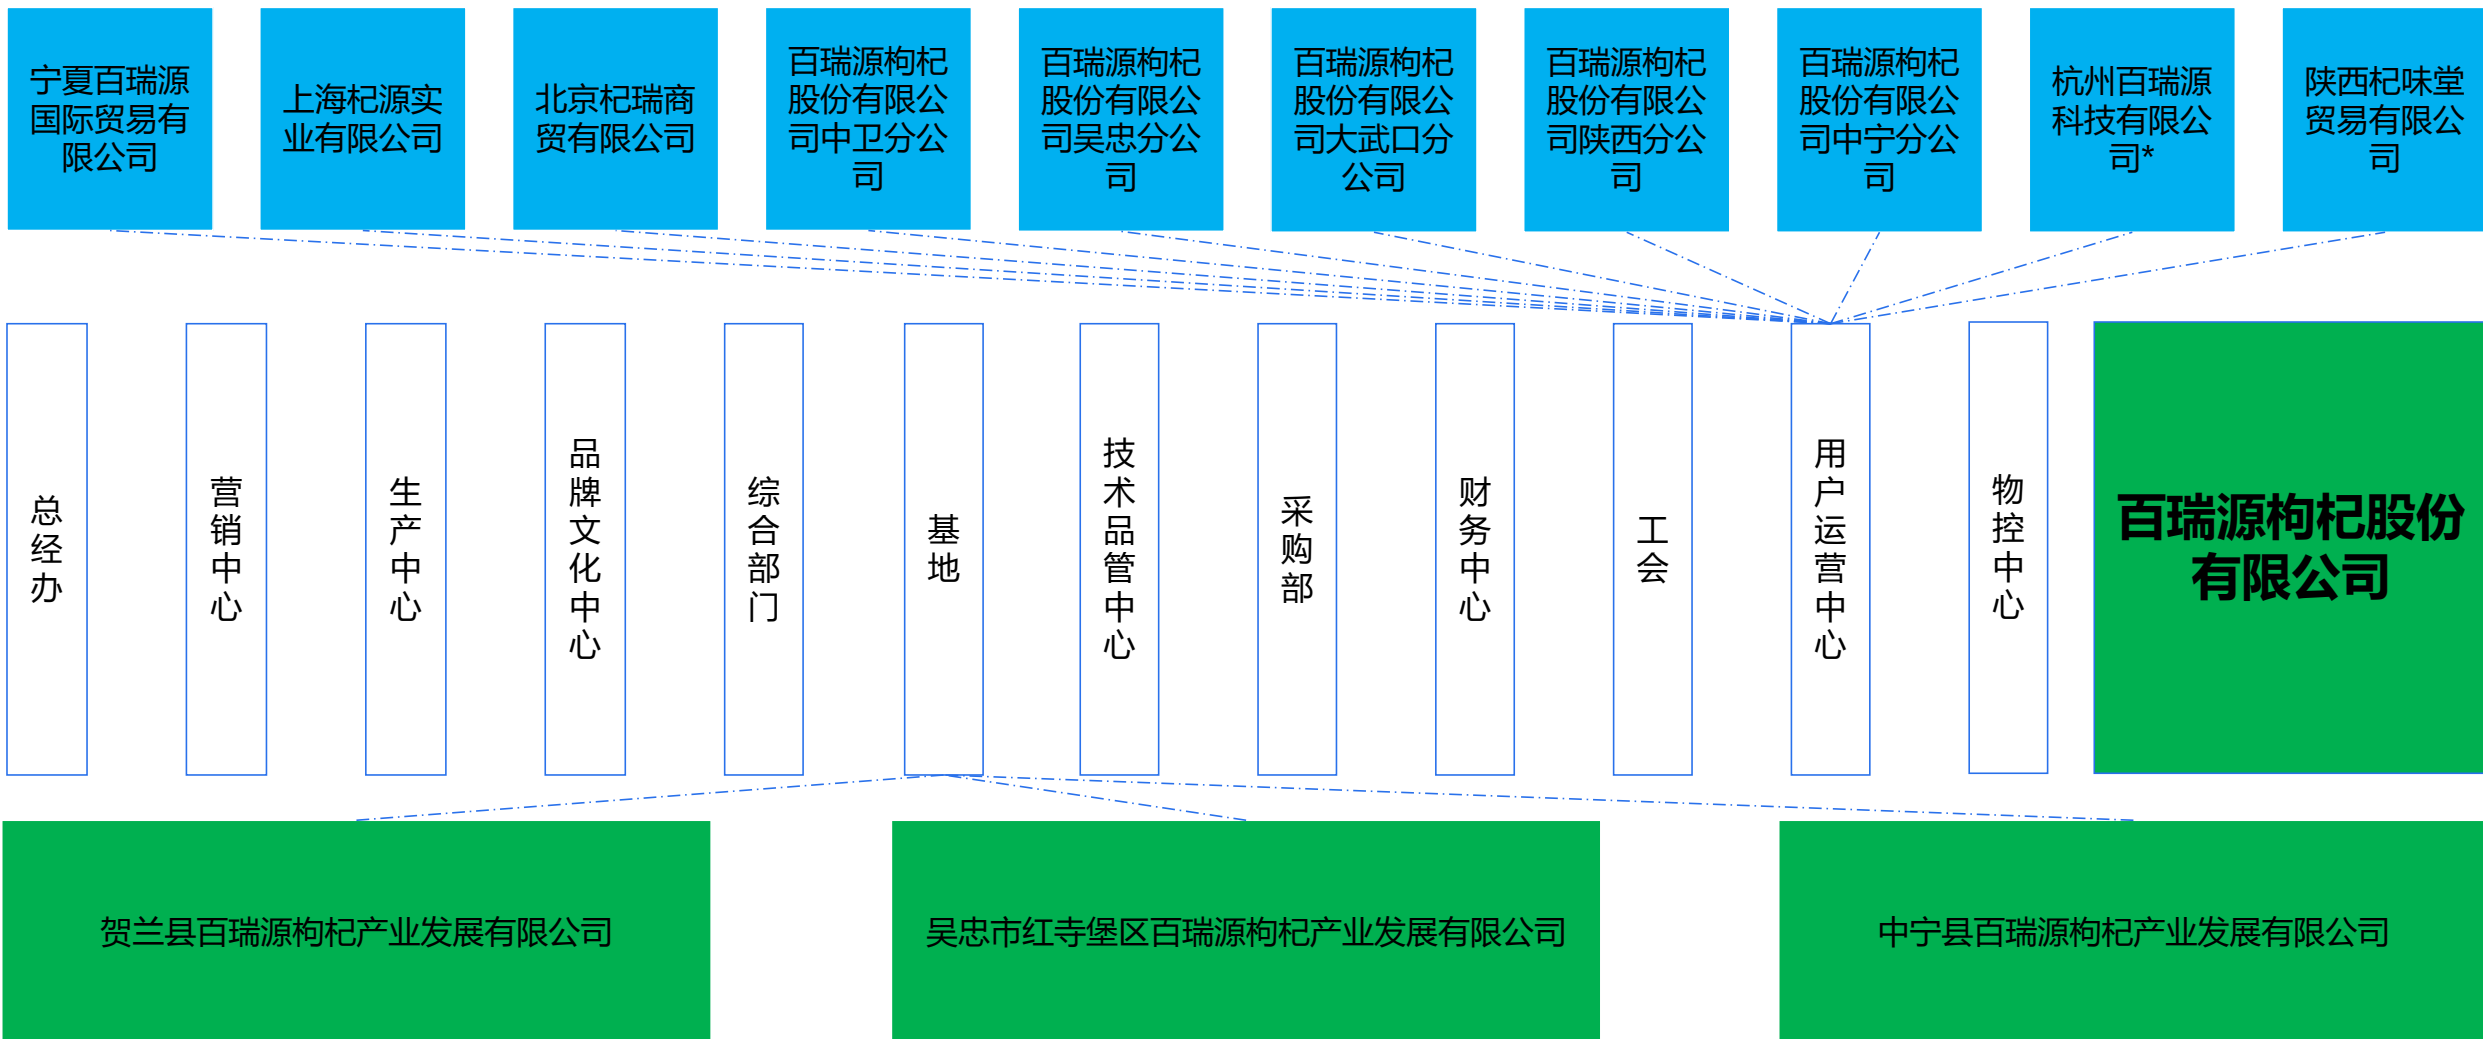 宁夏百瑞源
国际贸易有
限公司
上海杞源实
业有限公司
北京杞瑞商
贸有限公司
百瑞源枸杞
股份有限公
司中卫分公
司
百瑞源枸杞
股份有限公
司吴忠分公
司
百瑞源枸杞
股份有限公
司大武口分
公司
百瑞源枸杞
股份有限公
司陕西分公
司
百瑞源枸杞
股份有限公
司中宁分公
司
杭州百瑞源
科技有限公
司*
陕西杞味堂
贸易有限公
司
总经办
营销中心
生产中心
品牌文化中心
综合部门
基地
技术品管中心
采购部
财务中心
工会
用户运营中心
物控中心
百瑞源枸杞股份
有限公司
贺兰县百瑞源枸杞产业发展有限公司
吴忠市红寺堡区百瑞源枸杞产业发展有限公司
中宁县百瑞源枸杞产业发展有限公司